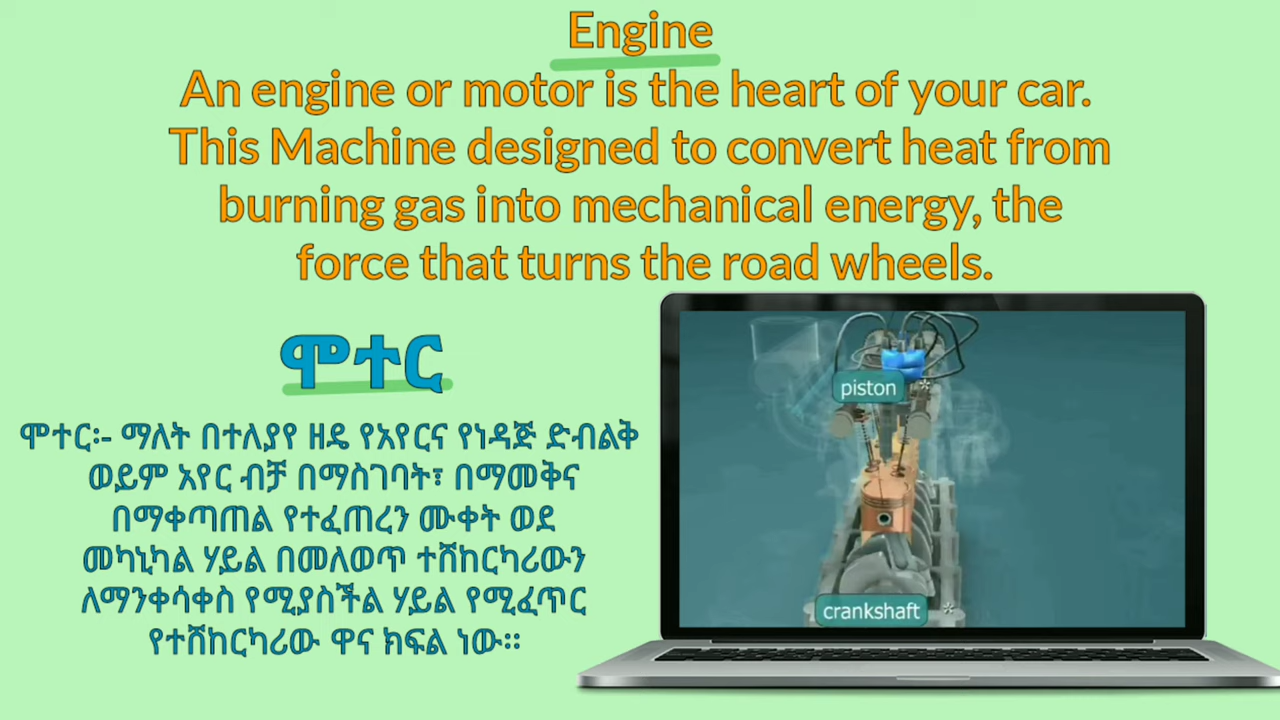 Engine
An engine or motor is the heart of your car.
This Machine designed to convert heat from
burning gas into mechanical energy, the
force that turns the road wheels.
ሞተር
ሞተር፡- ማለት በተለያየ ዘዴ የአየርና የነዳጅ ድብልቅ
ወይም አየር ብቻ በማስገባት፣ በማመቅና
በማቀጣጠል የተፈጠረን ሙቀት ወደ
መካኒካል ሃይል በመለወጥ ተሽከርካሪውን
ለማንቀሳቀስ የሚያስችል ሃይል የሚፈጥር
የተሽከርካሪው ዋና ክፍል ነው።
piston *
crankshaft *